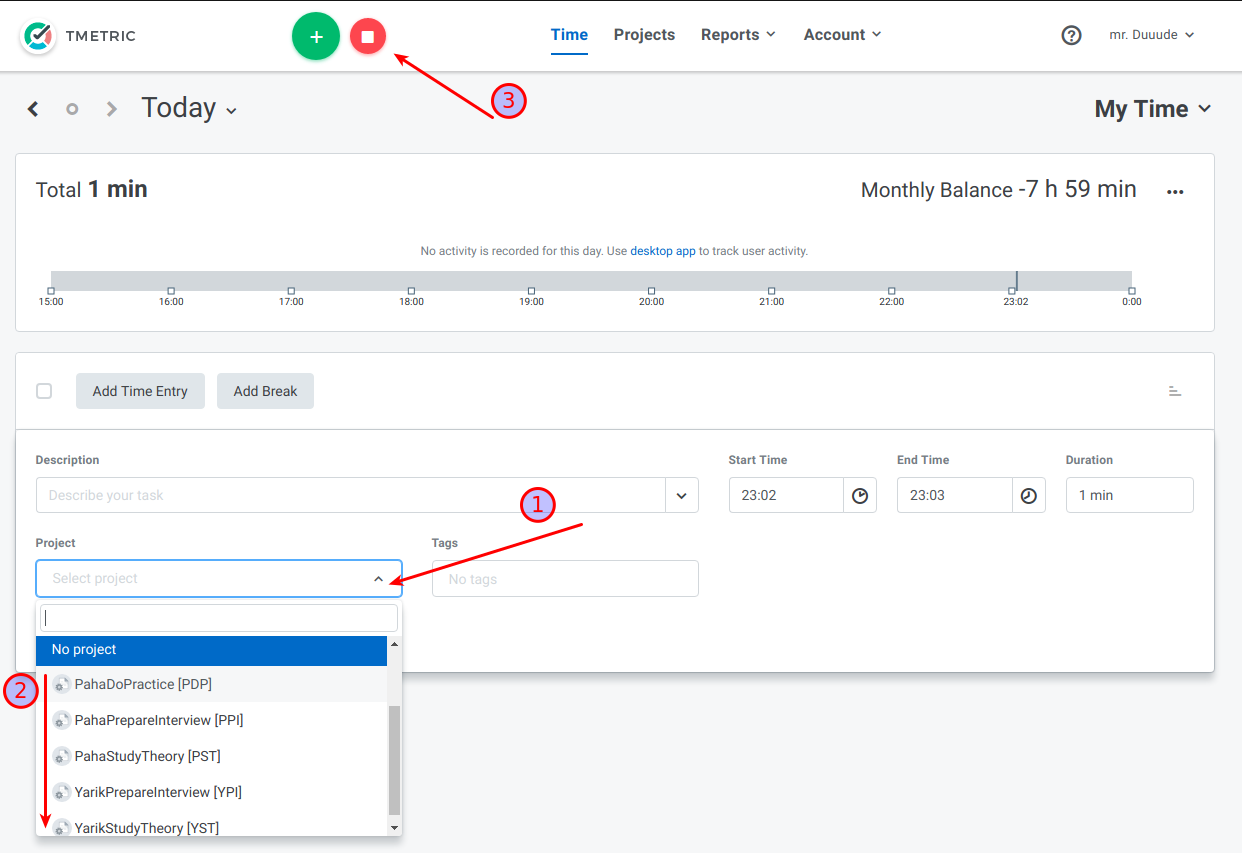 TMETRIC
+
Time Projects Reports Account
?
mr. Duuude
3
Today
My Time
Total 1 min
Monthly Balance -7 h 59 min
No activity is recorded for this day. Use desktop app to track user activity.
15:00 16:00 17:00 18:00 19:00 20:00 21:00 22:00 23:02 0:00
Add Time Entry Add Break
Description Start Time End Time Duration
Describe your task 23:02 23:03 1 min
1
Project Tags
Select project No tags
No project
2
PahaDoPractice [PDP]
PahaPrepareInterview [PPI]
PahaStudyTheory [PST]
YarikPrepareInterview [YPI]
YarikStudyTheory [YST]